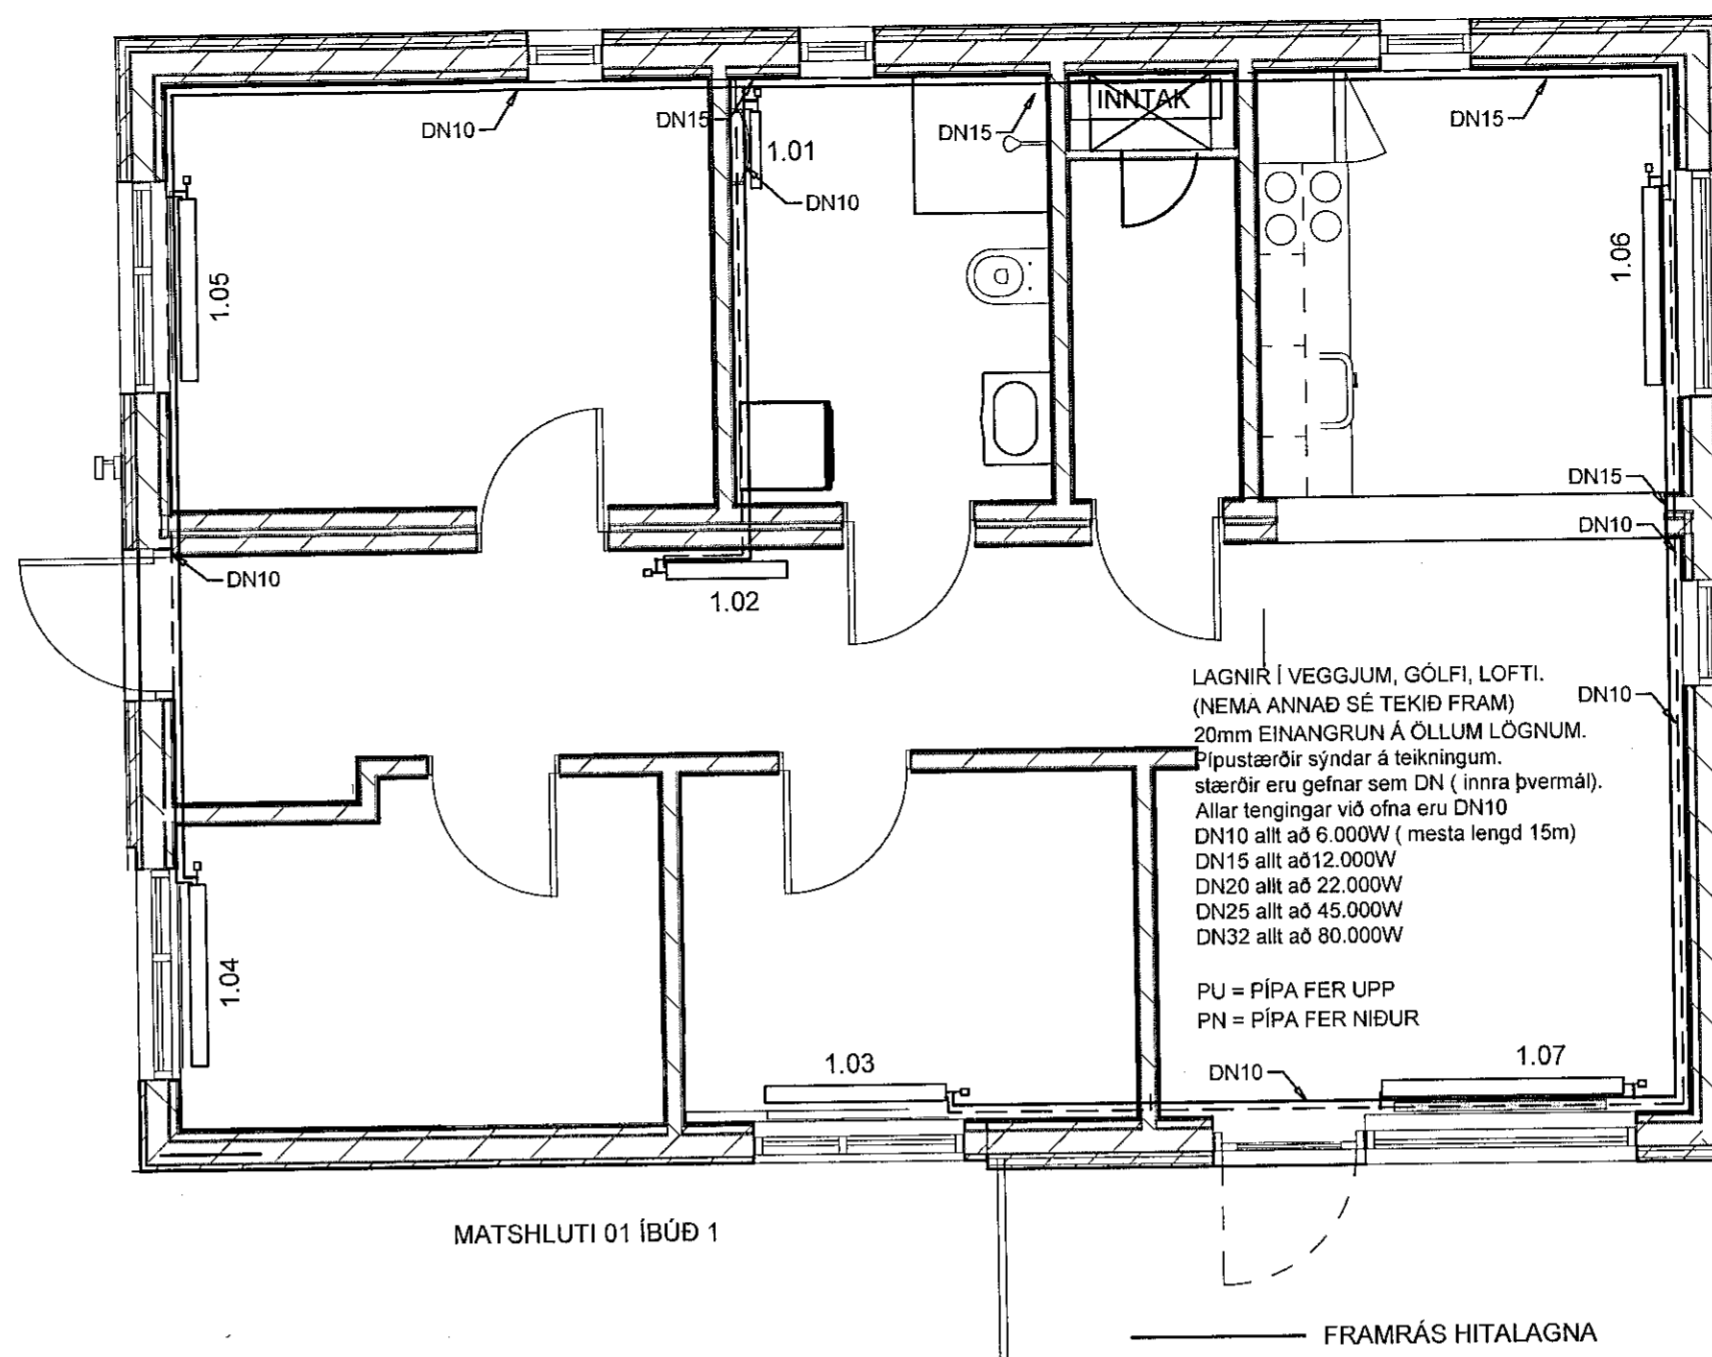 INNTAK
DN10
DN15
DN15
DN15
1.01
DN10
1.05
1.06
DN15
DN10
DN10
1.02
LAGNIR Í VEGGJUM, GÓLFI, LOFTI.
(NEMA ANNAÐ SÉ TEKIÐ FRAM)
DN10
20mm EINANGRUN Á ÖLLUM LÖGNUM.
Pípustærðir sýndar á teikningum.
stærðir eru gefnar sem DN ( innra þvermál).
Allar tengingar við ofna eru DN10
DN10 allt að 6.000W ( mesta lengd 15m)
DN15 allt að12.000W
DN20 allt að 22.000W
DN25 allt að 45.000W
DN32 allt að 80.000W
1.04
PU = PÍPA FER UPP
PN = PÍPA FER NIÐUR
1.03
1.07
DN10
MATSHLUTI 01 ÍBÚÐ 1
FRAMRÁS HITALAGNA